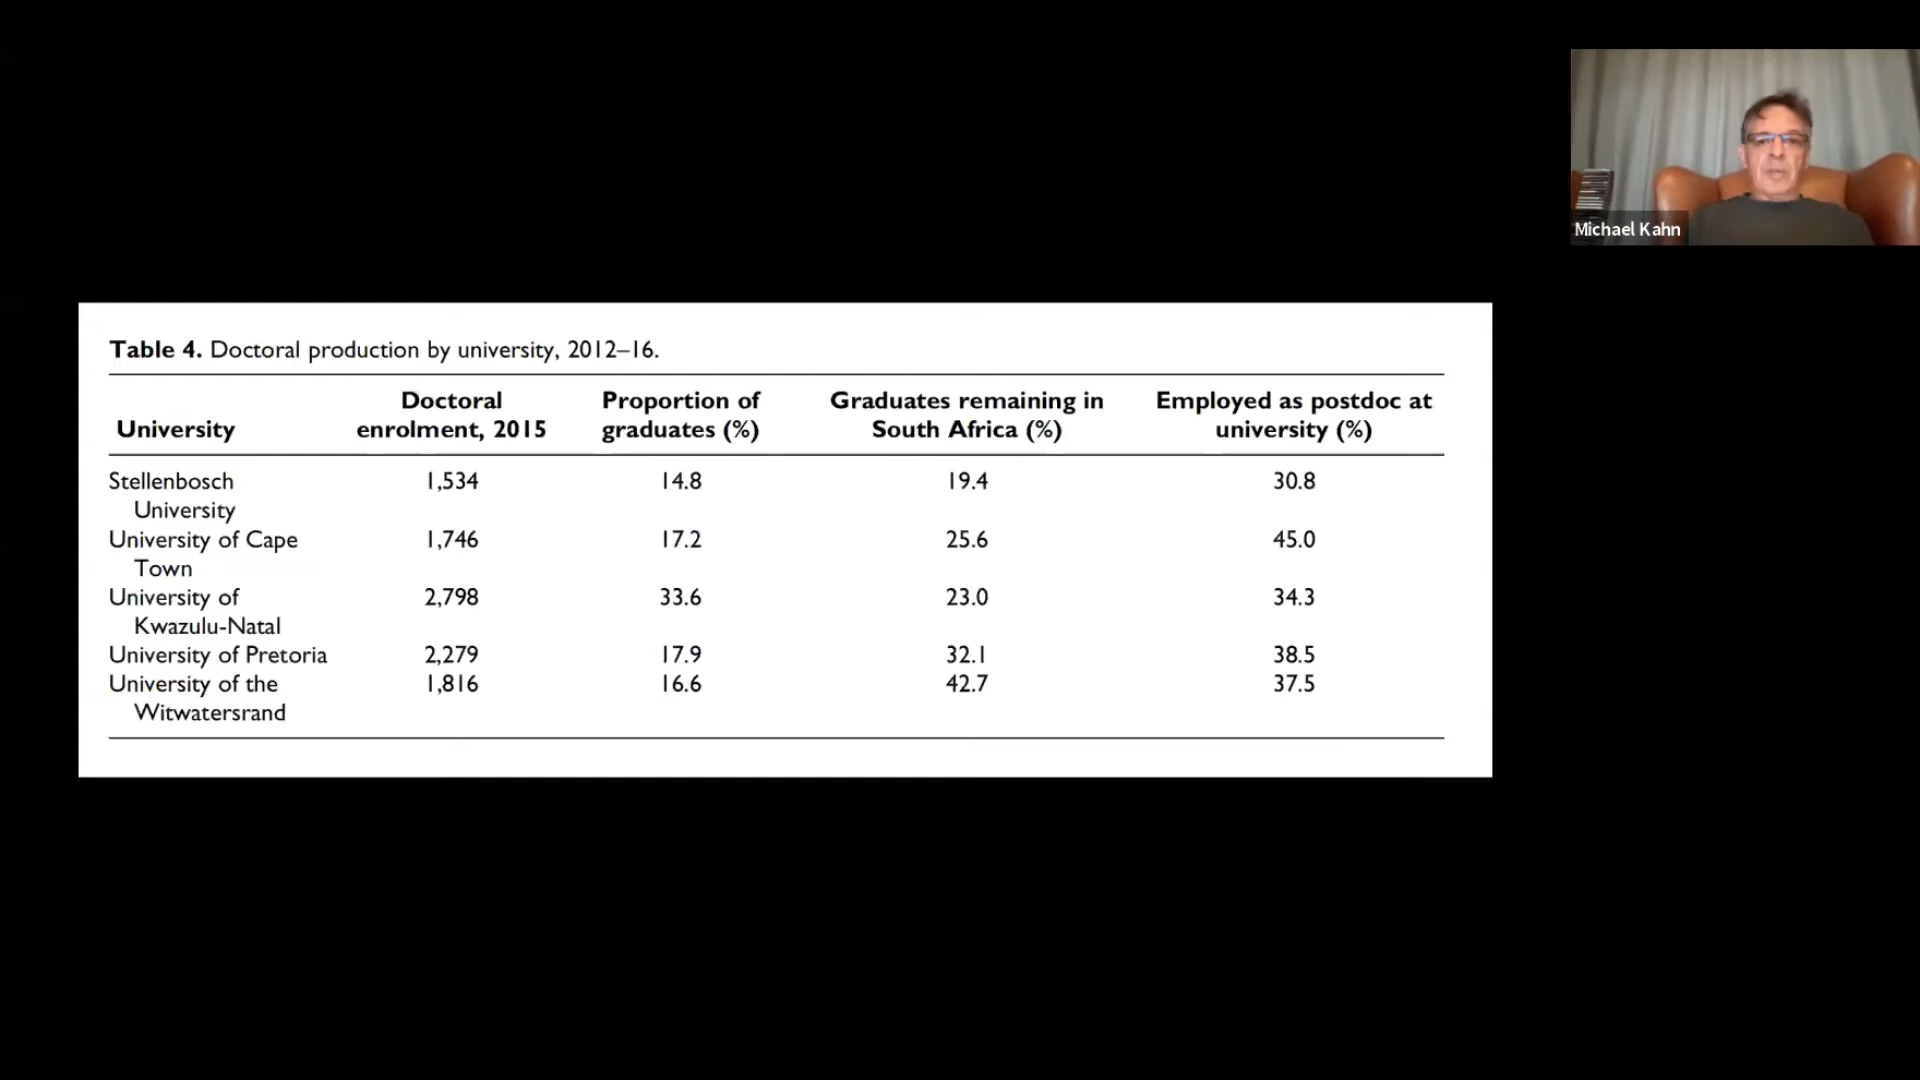 Michael Kahn
Table 4. Doctoral production by university, 2012–16.
University Doctoral enrolment, 2015 Proportion of graduates (%) Graduates remaining in South Africa (%) Employed as postdoc at university (%)
Stellenbosch University 1,534 14.8 19.4 30.8
University of Cape Town 1,746 17.2 25.6 45.0
University of Kwazulu-Natal 2,798 33.6 23.0 34.3
University of Pretoria 2,279 17.9 32.1 38.5
University of the Witwatersrand 1,816 16.6 42.7 37.5